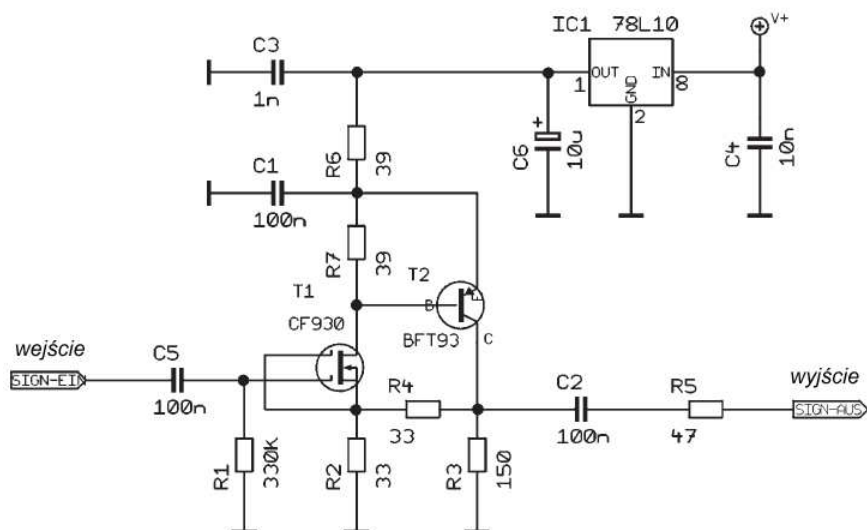 IC1 78L10
V+
C3
1n
OUT IN
1 8
GND
2
+
C6
10u
C4
10n
R6
39
C1
100n
R7
39
T2
T1
B E
CF930
BFT93 C
wejście
SIGN-EIN
C5
100n
R4
33
C2
100n
R5
47
wyjście
SIGN-AUS
R1
330K
R2
33
R3
150